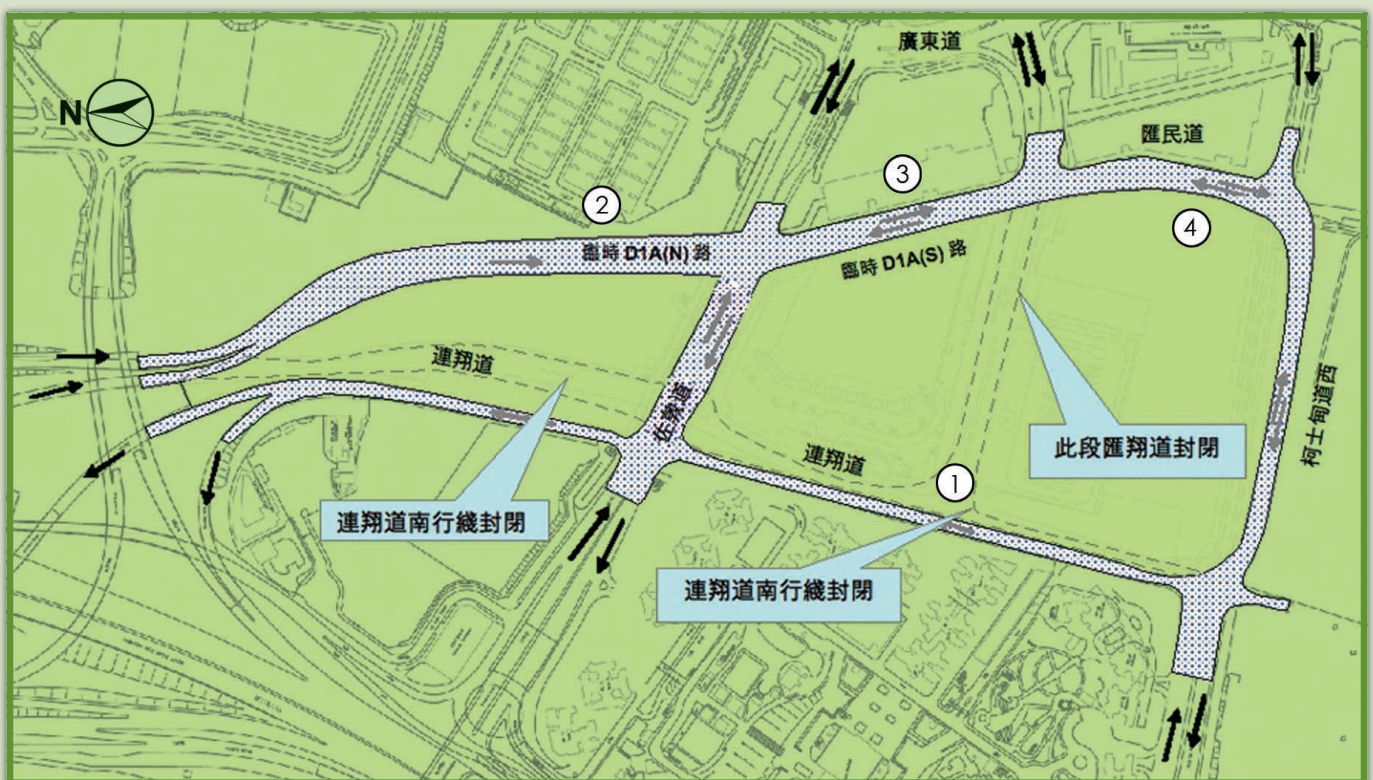 廣東道
N
匯民道
③
②
臨時 D1A(N) 路
臨時 D1A(S) 路
④
連翔道
佐敦道
連翔道
此段匯翔道封閉
柯士甸道西
①
連翔道南行綫封閉
連翔道南行綫封閉